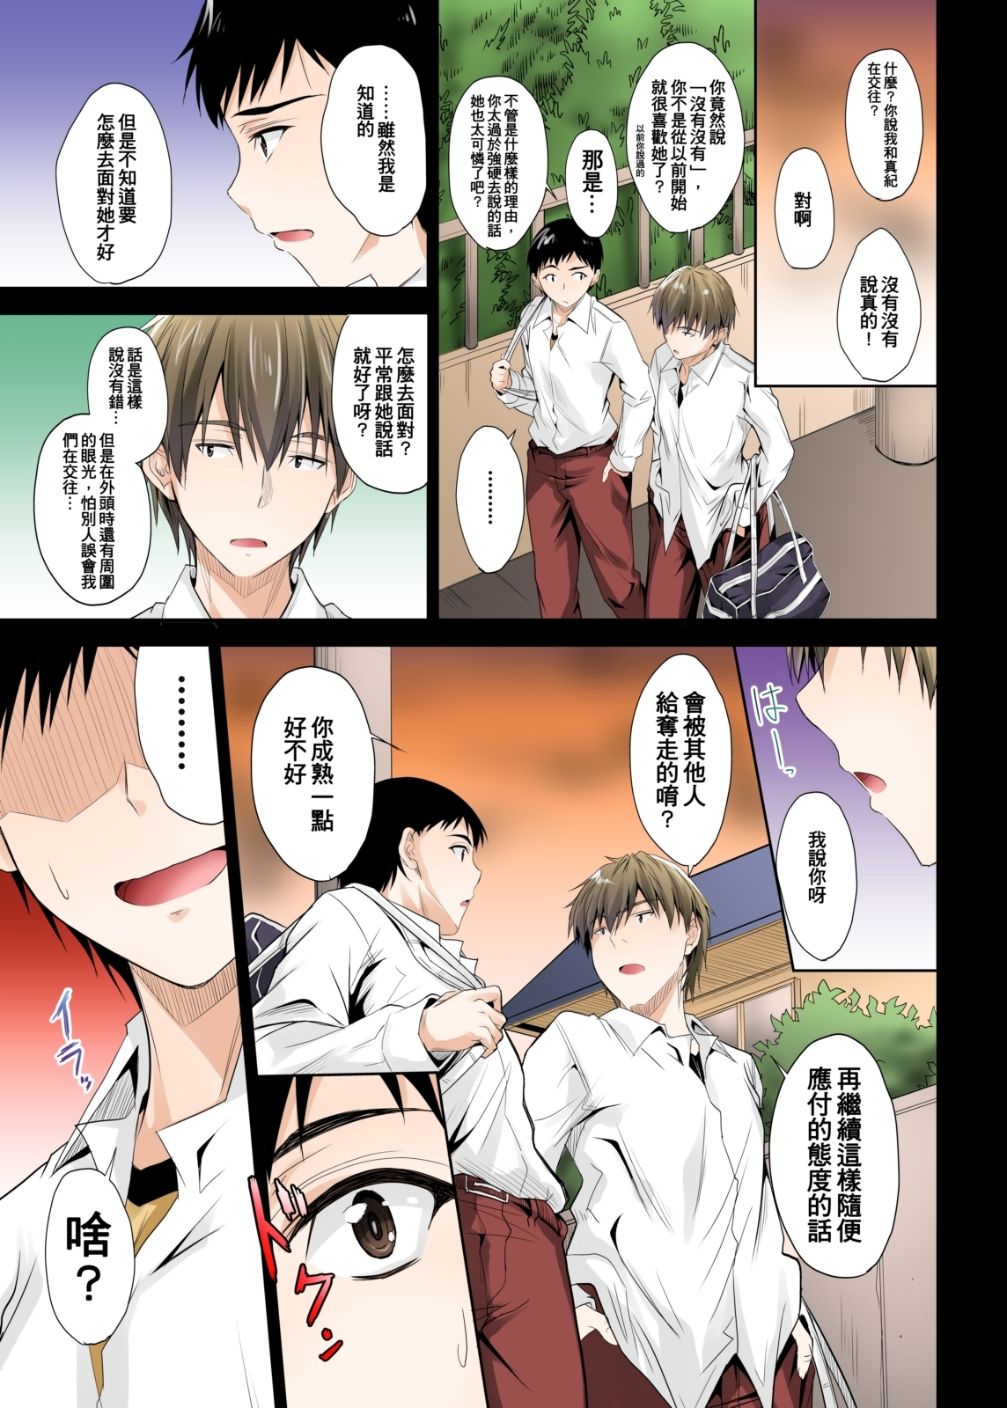 什麼？你說我和真紀
在交往？
對啊
沒有沒有
說真的！
你竟然說
「沒有沒有」，
你不是從以前開始
就很喜歡她了？
以前你說過的
那是…
不管是什麼樣的理由，
你太過於強硬去說的話
她也太可憐了吧？
………
……雖然我是
知道的
但是不知道要
怎麼去面對她才好
怎麼去面對？
平常跟她說話
就好了呀？
話是這樣
說沒有錯…
但是在外頭時還有周圍
的眼光，怕別人誤會我
們在交往…
はーっ
我說你呀
再繼續這樣隨便
應付的態度的話
會被其他人
給奪走的唷？
你成熟一點
好不好
ドクン
………
イラッ
啥？